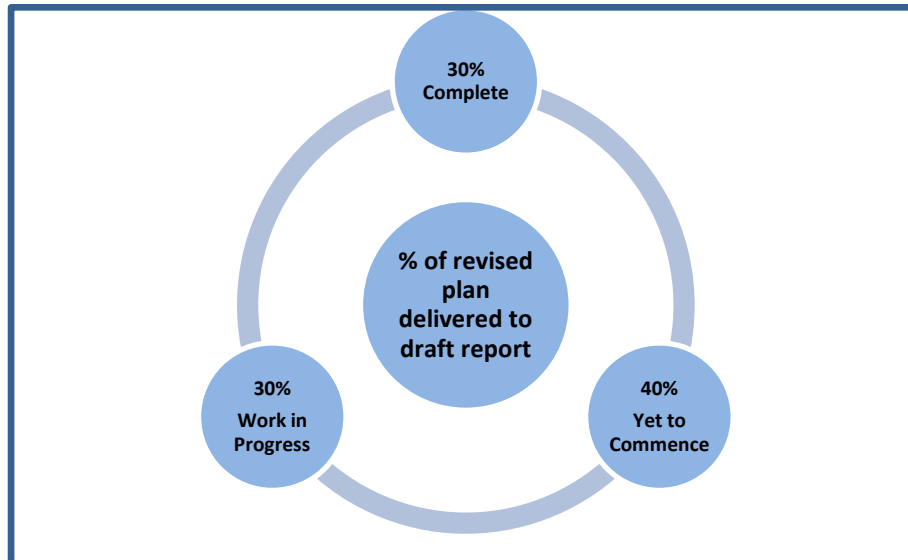 30%
Complete
% of revised
plan
delivered to
draft report
30%
Work in
Progress
40%
Yet to
Commence